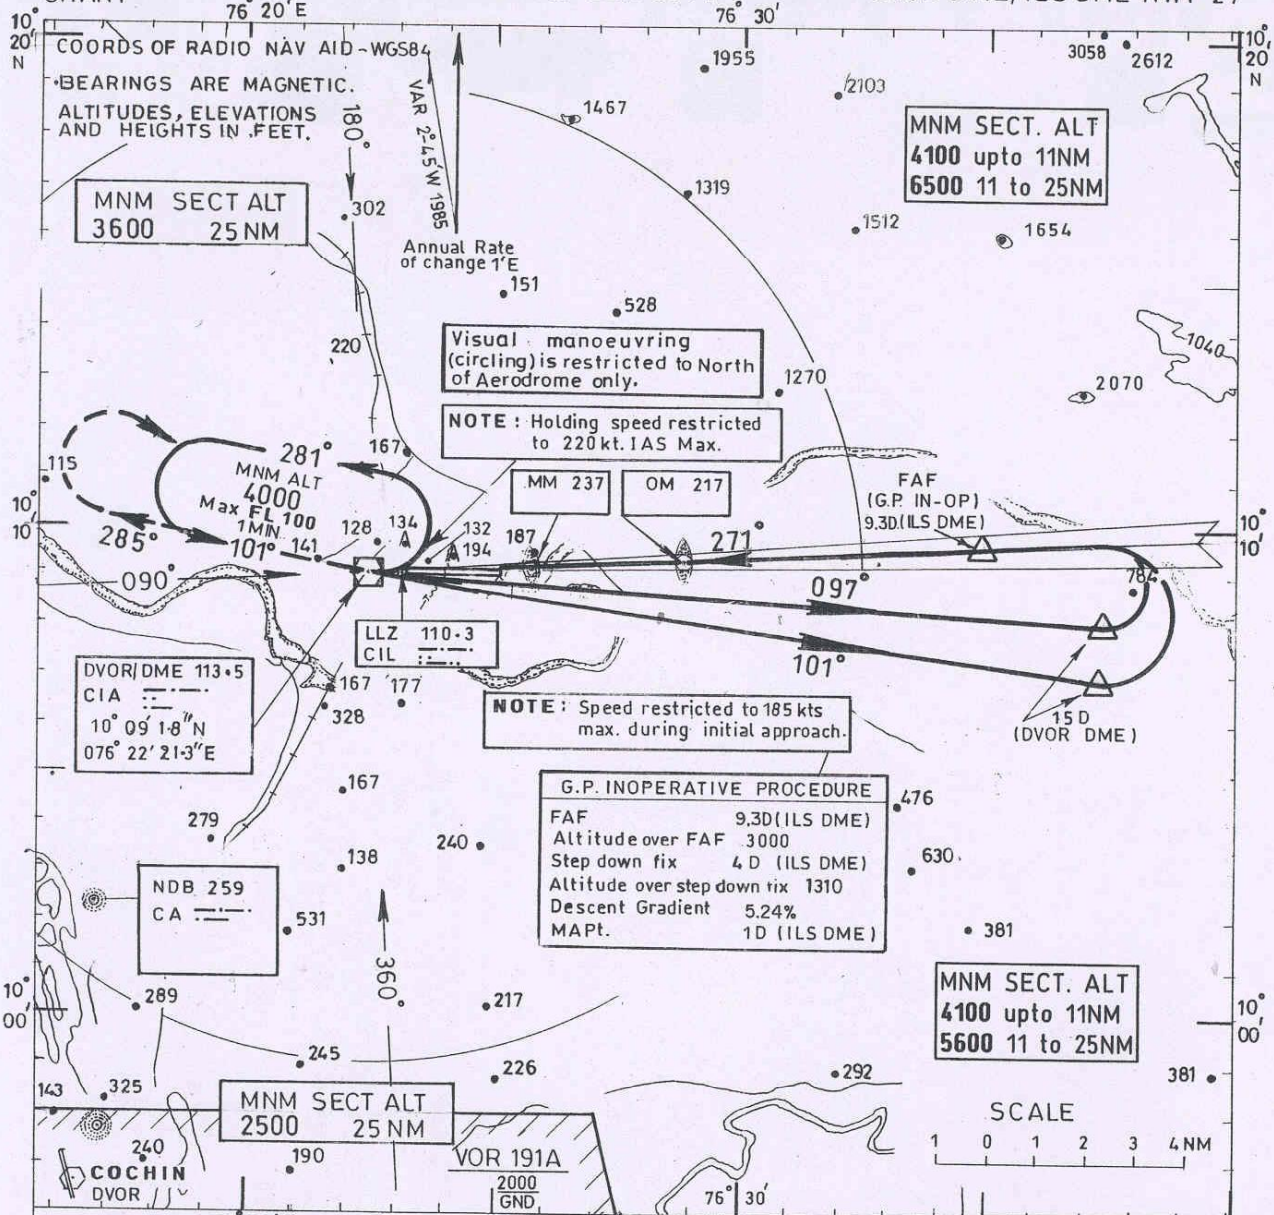 10°
20'
N
76° 20'E
76° 30'
10°
20
N
COORDS OF RADIO NAV AID-WGS84
BEARINGS ARE MAGNETIC.
ALTITUDES, ELEVATIONS
AND HEIGHTS IN FEET.
180°
VAR 2°45'W 1985
Annual Rate
of change 1'E
1955
3058
2612
2103
1467
1319
1512
1654
MNM SECT. ALT
4100 upto 11NM
6500 11 to 25NM
MNM SECT ALT
3600 25 NM
302
151
528
220
Visual manoeuvring
(circling) is restricted to North
of Aerodrome only.
1270
1040
2070
NOTE: Holding speed restricted
to 220kt. IAS Max.
167
MM 237
OM 217
FAF
(G.P. IN-OP)
9.3D.(ILS DME)
115
281°
MNM ALT
4000
Max FL 100
1MIN
101°
285°
10°
10'
10°
10'
141
128
134
132
194
187
271°
090°
097°
784
101°
LLZ 110.3
CIL
DVOR/DME 113.5
CIA
10° 09' 1.8"N
076° 22' 21.3"E
167
177
328
15D
(DVOR DME)
NOTE: Speed restricted to 185 kts
max. during initial approach.
G.P. INOPERATIVE PROCEDURE
FAF 9.3D(ILS DME)
Altitude over FAF 3000
Step down fix 4 D (ILS DME)
Altitude over step down fix 1310
Descent Gradient 5.24%
MAPt. 1D (ILS DME)
167
279
138
240
476
630
381
NDB 259
CA
531
360°
10°
00'
10°
00'
289
217
245
226
292
381
MNM SECT. ALT
4100 upto 11NM
5600 11 to 25NM
143
325
MNM SECT ALT
2500 25 NM
240
190
COCHIN
DVOR
VOR 191A
2000
GND
76° 30'
SCALE
1 0 1 2 3 4 NM